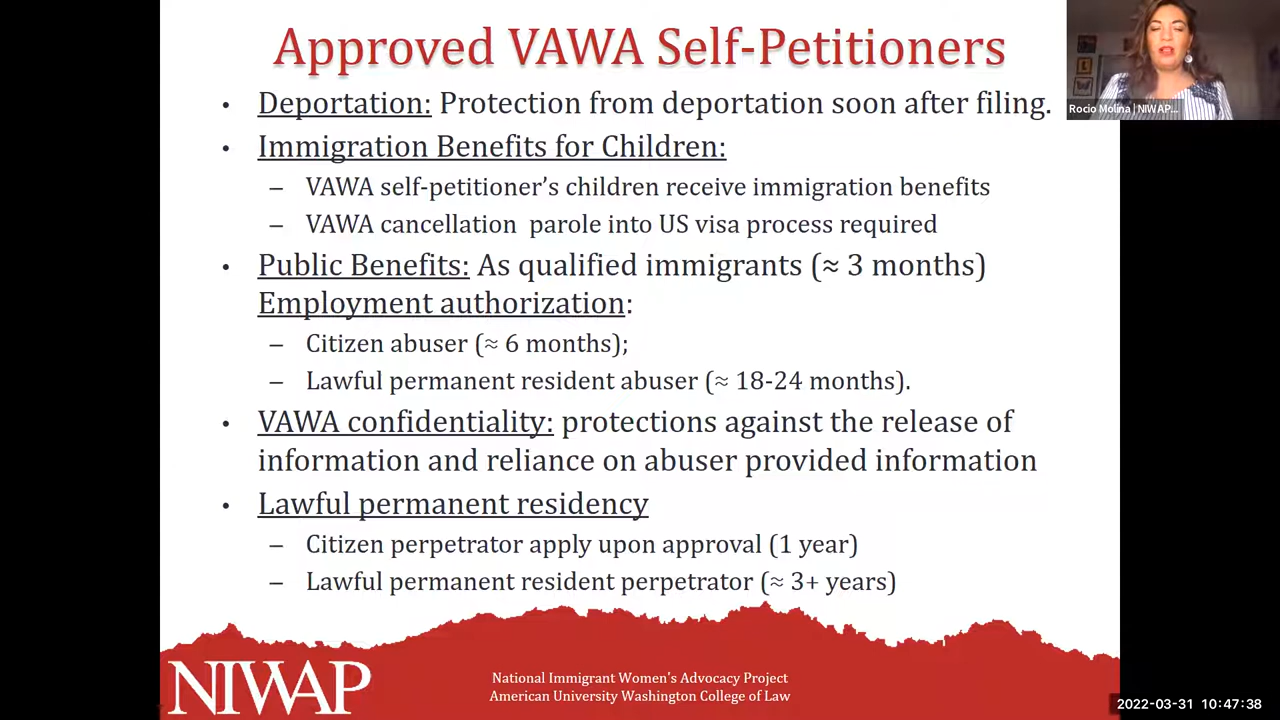 Approved VAWA Self-Petitioners
• Deportation: Protection from deportation soon after filing.
• Immigration Benefits for Children:
– VAWA self-petitioner’s children receive immigration benefits
– VAWA cancellation  parole into US visa process required
• Public Benefits: As qualified immigrants (≈ 3 months)
Employment authorization:
– Citizen abuser (≈ 6 months);
– Lawful permanent resident abuser (≈ 18-24 months).
• VAWA confidentiality: protections against the release of
information and reliance on abuser provided information
• Lawful permanent residency
– Citizen perpetrator apply upon approval (1 year)
– Lawful permanent resident perpetrator (≈ 3+ years)
NIWAP
National Immigrant Women's Advocacy Project
American University Washington College of Law
Rocio Molina | NIWAP...
2022-03-31 10:47:38